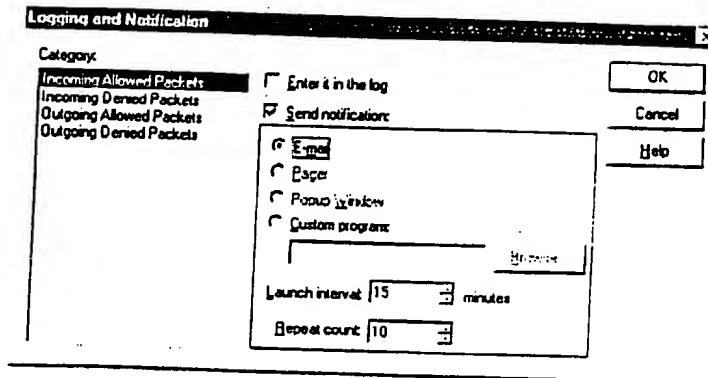 Logging and Notification
Category:
Incoming Allowed Packets
Incoming Denied Packets
Outgoing Allowed Packets
Outgoing Denied Packets
Enter it in the log
Send notification:
E-mail
Pager
Popup Window
Custom program:
Browse
Launch interval: 15 minutes
Repeat count: 10
OK
Cancel
Help